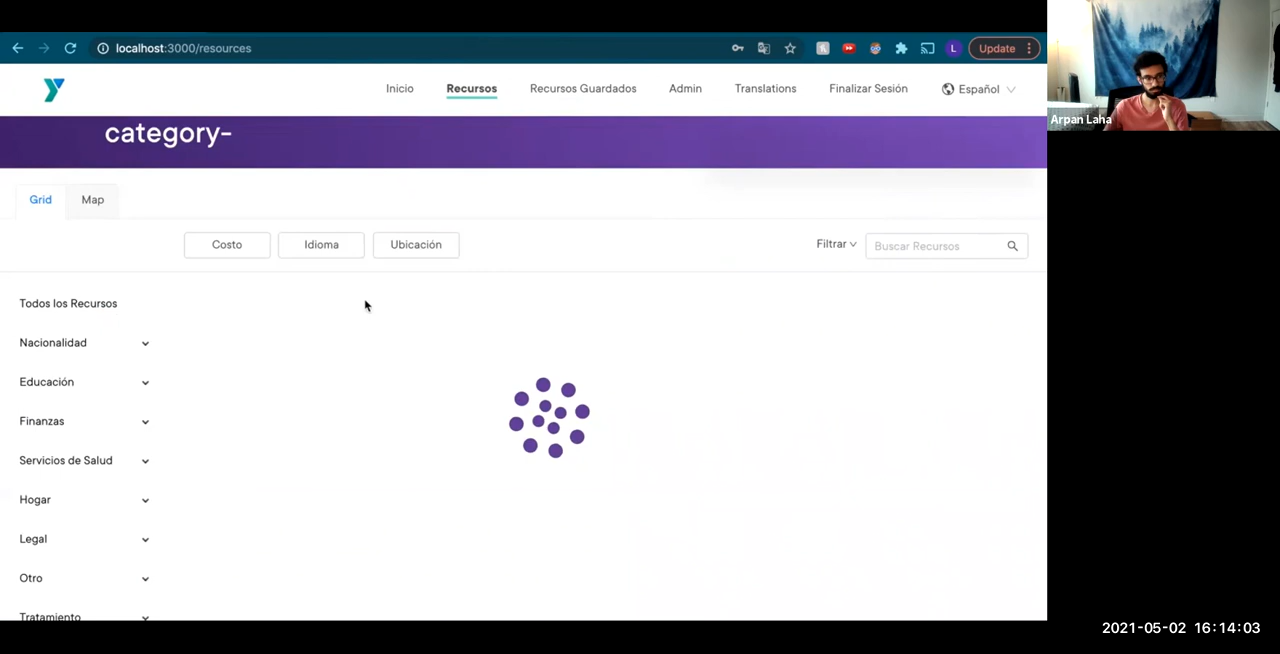 localhost:3000/resources
L
Update
Inicio
Recursos
Recursos Guardados
Admin
Translations
Finalizar Sesión
Español
category-
Grid
Map
Costo
Idioma
Ubicación
Filtrar
Buscar Recursos
Todos los Recursos
Nacionalidad
Educación
Finanzas
Servicios de Salud
Hogar
Legal
Otro
Tratamiento
Arpan Laha
2021-05-02 16:14:03